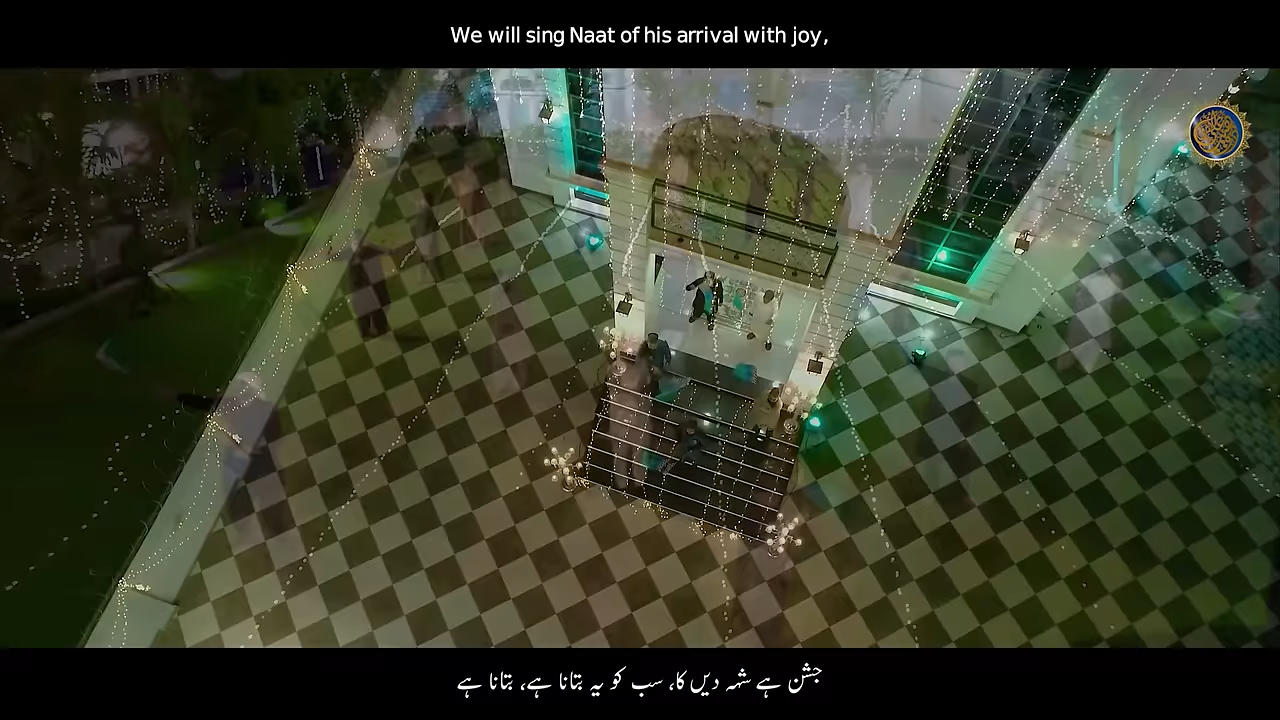 We will sing Naat of his arrival with joy,
جشن ہے شہہ دیں کا، سب کو یہ بتانا ہے، بتانا ہے